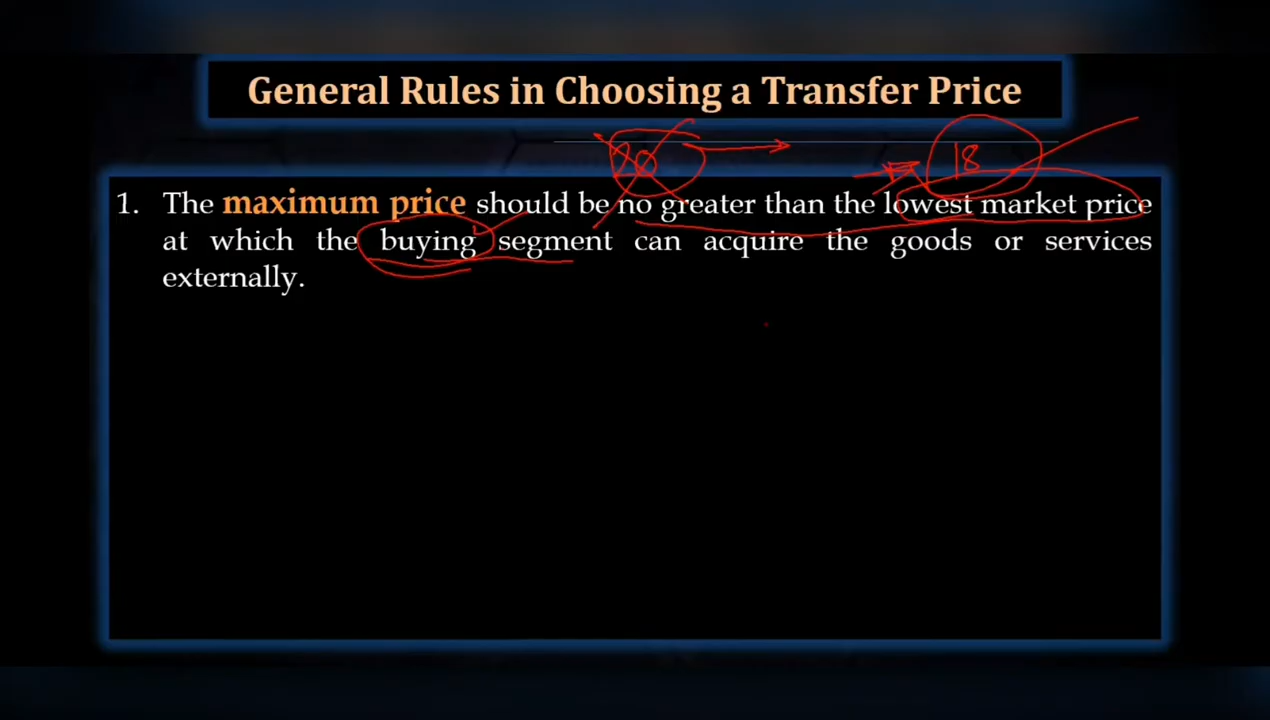 General Rules in Choosing a Transfer Price
20
18
1. The maximum price should be no greater than the lowest market price
at which the buying segment can acquire the goods or services
externally.